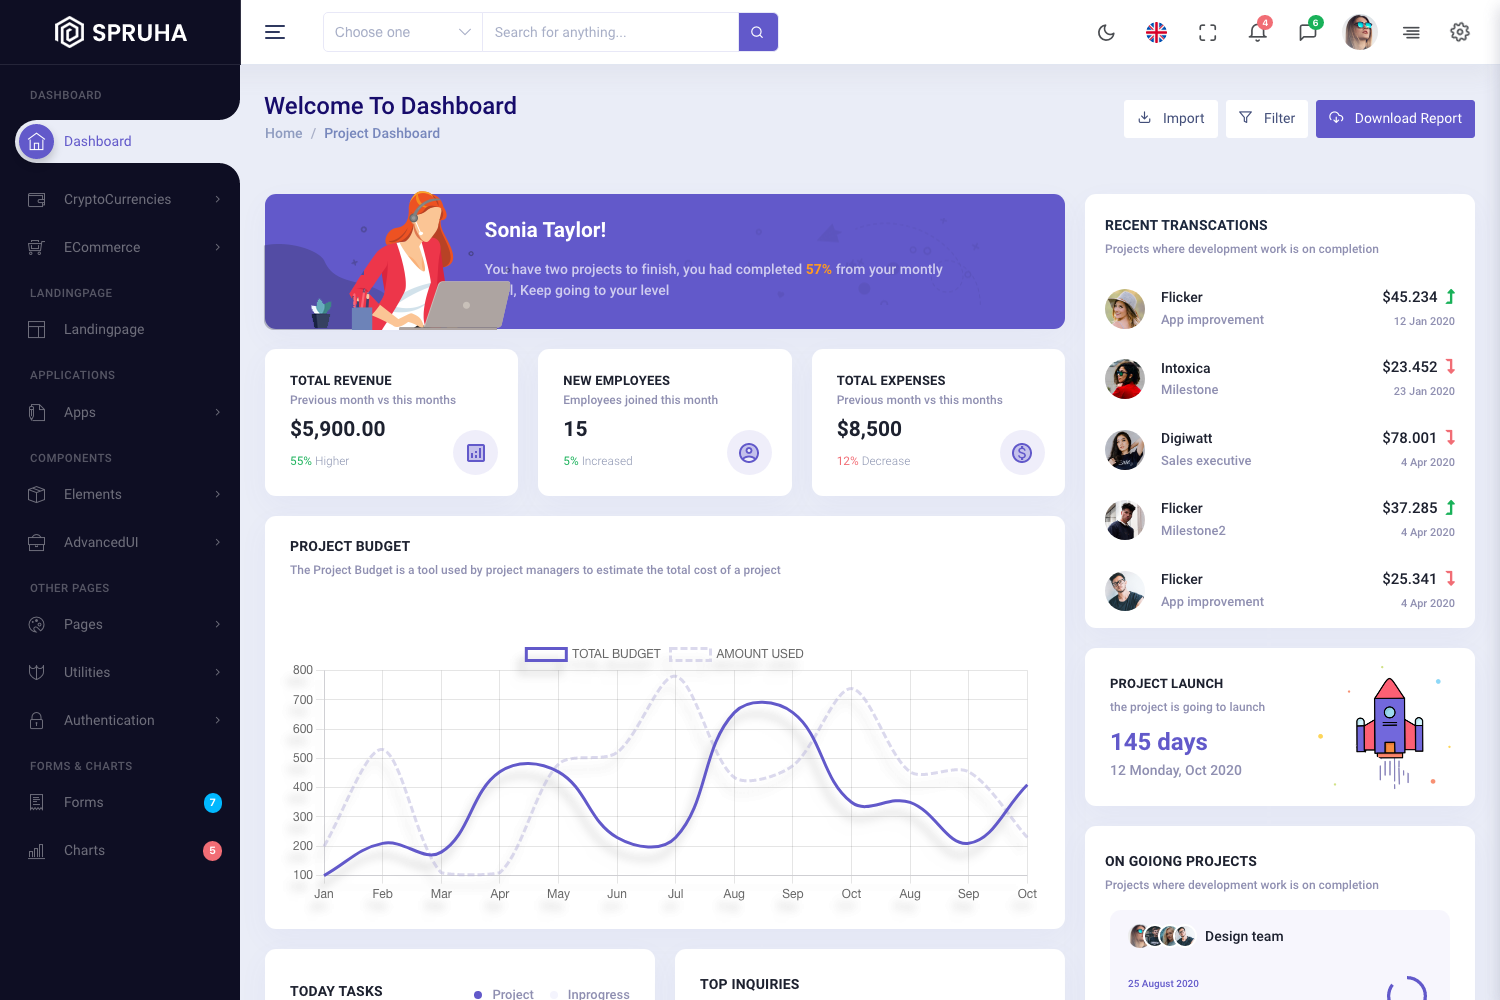 SPRUHA
Choose one
Search for anything...
4
6
DASHBOARD
Dashboard
CryptoCurrencies
ECommerce
LANDINGPAGE
Landingpage
APPLICATIONS
Apps
COMPONENTS
Elements
AdvancedUI
OTHER PAGES
Pages
Utilities
Authentication
FORMS & CHARTS
Forms
7
Charts
5
Welcome To Dashboard
Home / Project Dashboard
Import
Filter
Download Report
Sonia Taylor!
You have two projects to finish, you had completed 57% from your montly
l, Keep going to your level
TOTAL REVENUE
Previous month vs this months
$5,900.00
55% Higher
NEW EMPLOYEES
Employees joined this month
15
5% Increased
TOTAL EXPENSES
Previous month vs this months
$8,500
12% Decrease
PROJECT BUDGET
The Project Budget is a tool used by project managers to estimate the total cost of a project
TOTAL BUDGET AMOUNT USED
800
700
600
500
400
300
200
100
Jan Feb Mar Apr May Jun Jul Aug Sep Oct Aug Sep Oct
TODAY TASKS
Project Inprogress
TOP INQUIRIES
RECENT TRANSCATIONS
Projects where development work is on completion
Flicker $45.234
App improvement 12 Jan 2020
Intoxica $23.452
Milestone 23 Jan 2020
Digiwatt $78.001
Sales executive 4 Apr 2020
Flicker $37.285
Milestone2 4 Apr 2020
Flicker $25.341
App improvement 4 Apr 2020
PROJECT LAUNCH
the project is going to launch
145 days
12 Monday, Oct 2020
ON GOIONG PROJECTS
Projects where development work is on completion
Design team
25 August 2020